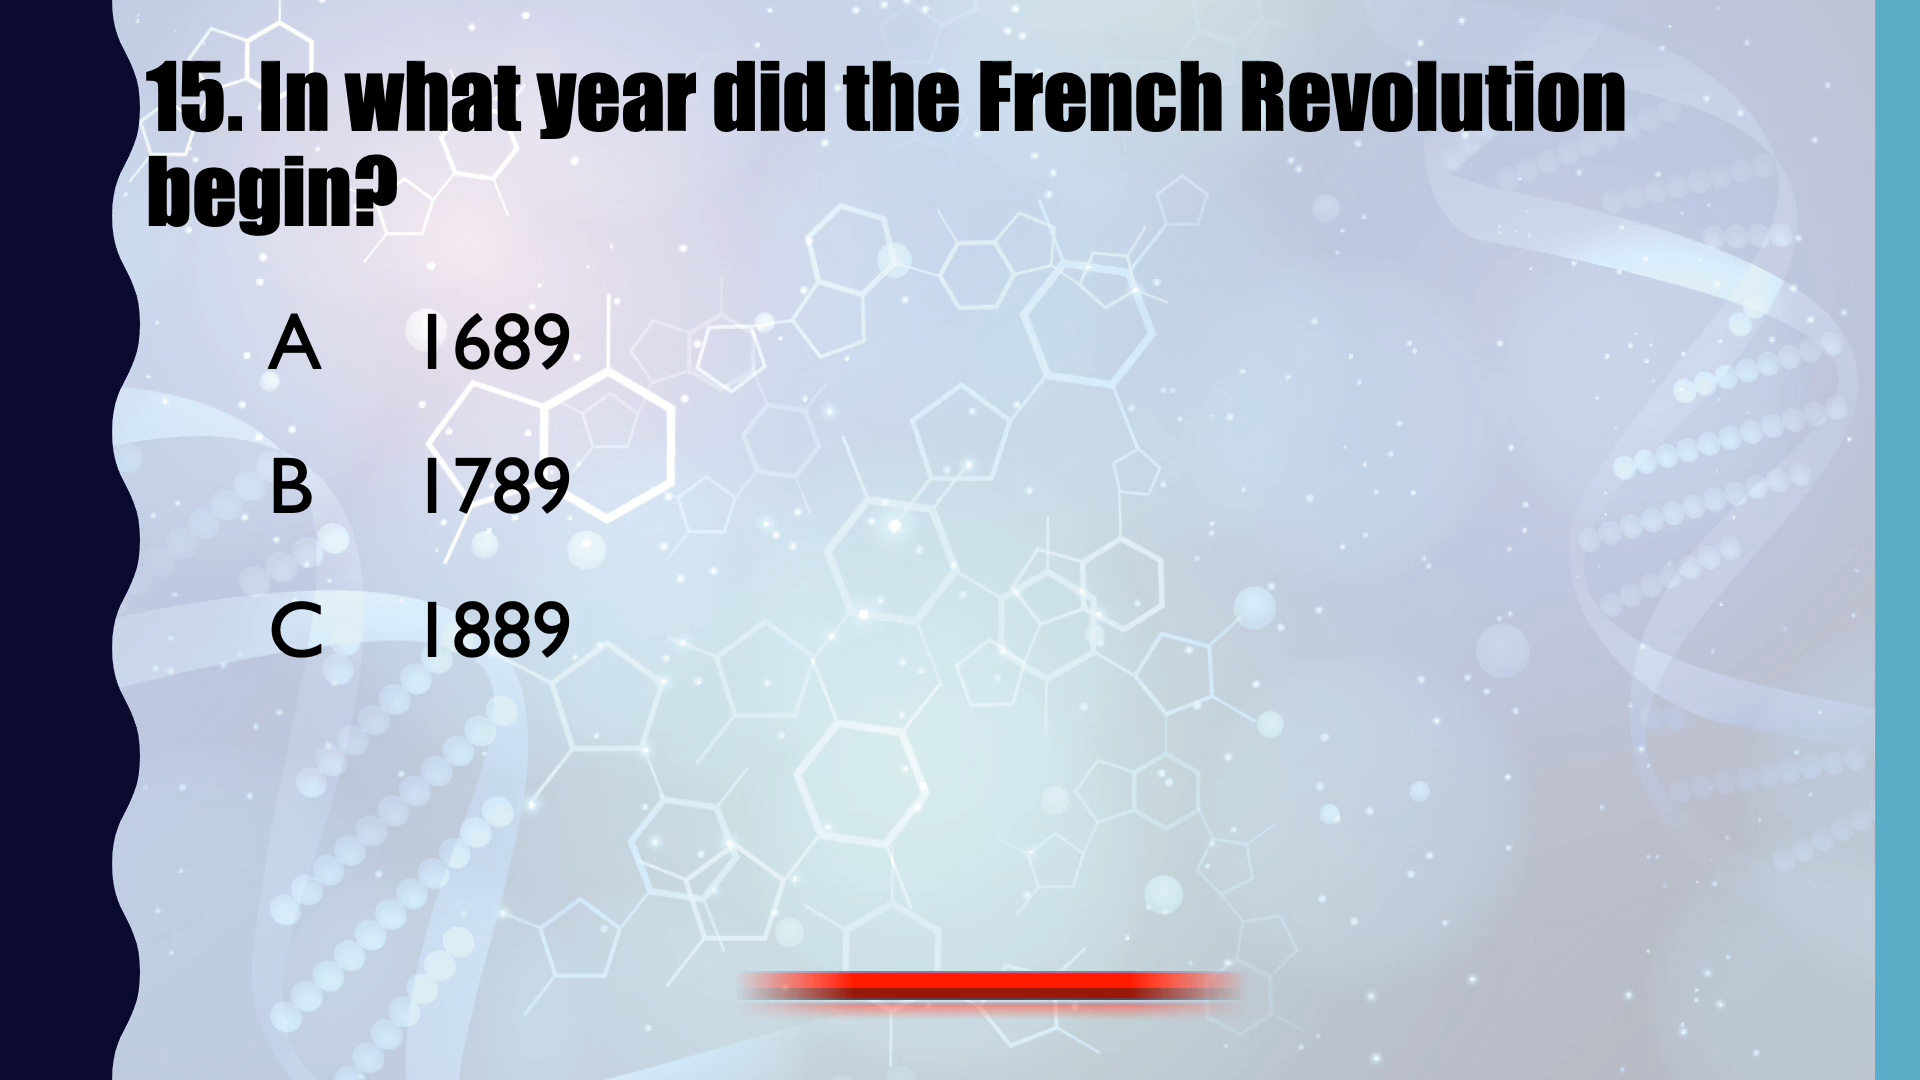 15. In what year did the French Revolution
begin?
A 1689
B 1789
C 1889